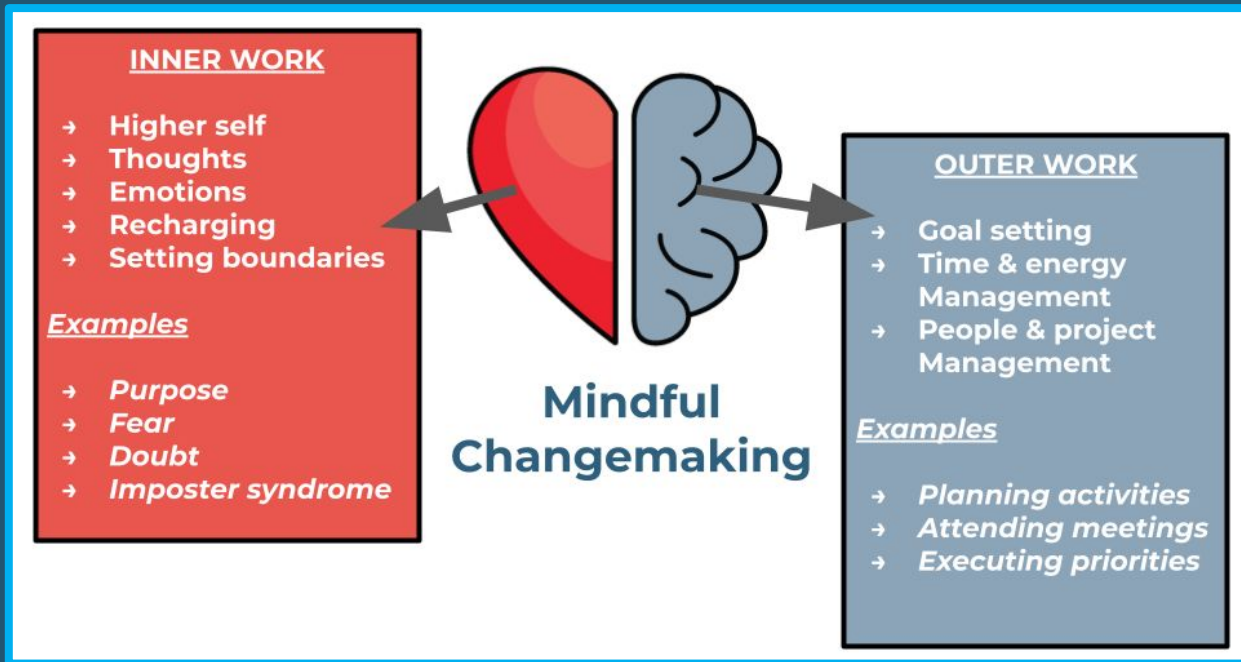 INNER WORK
→ Higher self
→ Thoughts
→ Emotions
→ Recharging
→ Setting boundaries
Examples
→ Purpose
→ Fear
→ Doubt
→ Imposter syndrome
Mindful
Changemaking
OUTER WORK
→ Goal setting
→ Time & energy
Management
→ People & project
Management
Examples
→ Planning activities
→ Attending meetings
→ Executing priorities